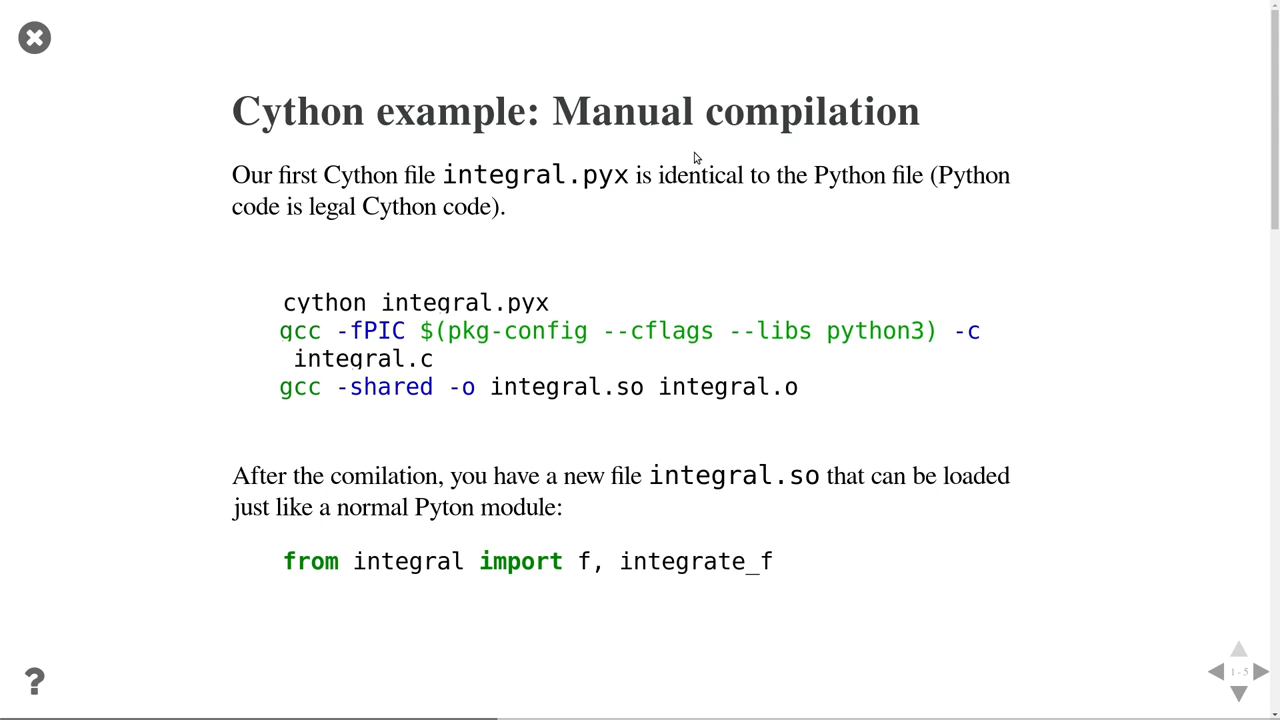 Cython example: Manual compilation
Our first Cython file integral.pyx is identical to the Python file (Python
code is legal Cython code).
cython integral.pyx
gcc -fPIC $(pkg-config --cflags --libs python3) -c
integral.c
gcc -shared -o integral.so integral.o
After the comilation, you have a new file integral.so that can be loaded
just like a normal Pyton module:
from integral import f, integrate_f
?
1 - 5